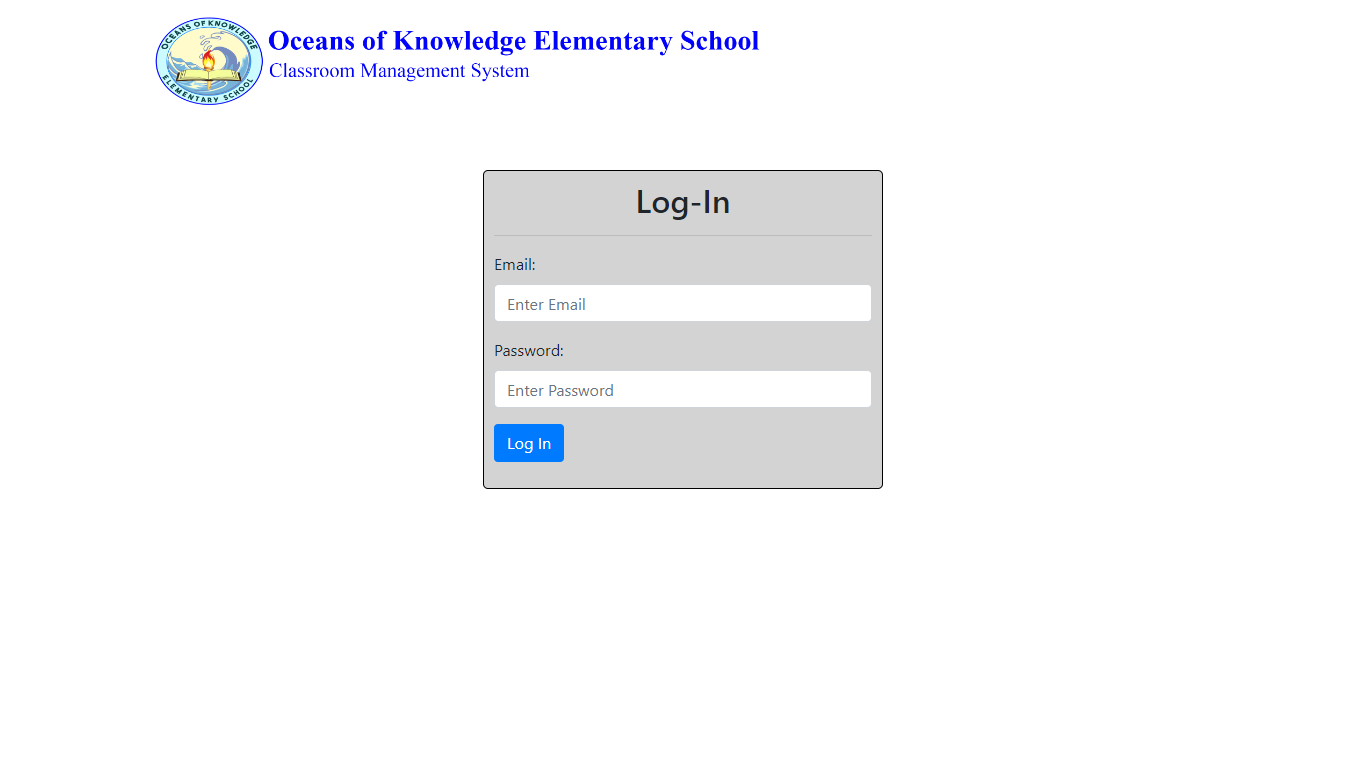 OCEANS OF KNOWLEDGE
ELEMENTARY SCHOOL
Oceans of Knowledge Elementary School
Classroom Management System
Log-In
Email:
Enter Email
Password:
Enter Password
Log In